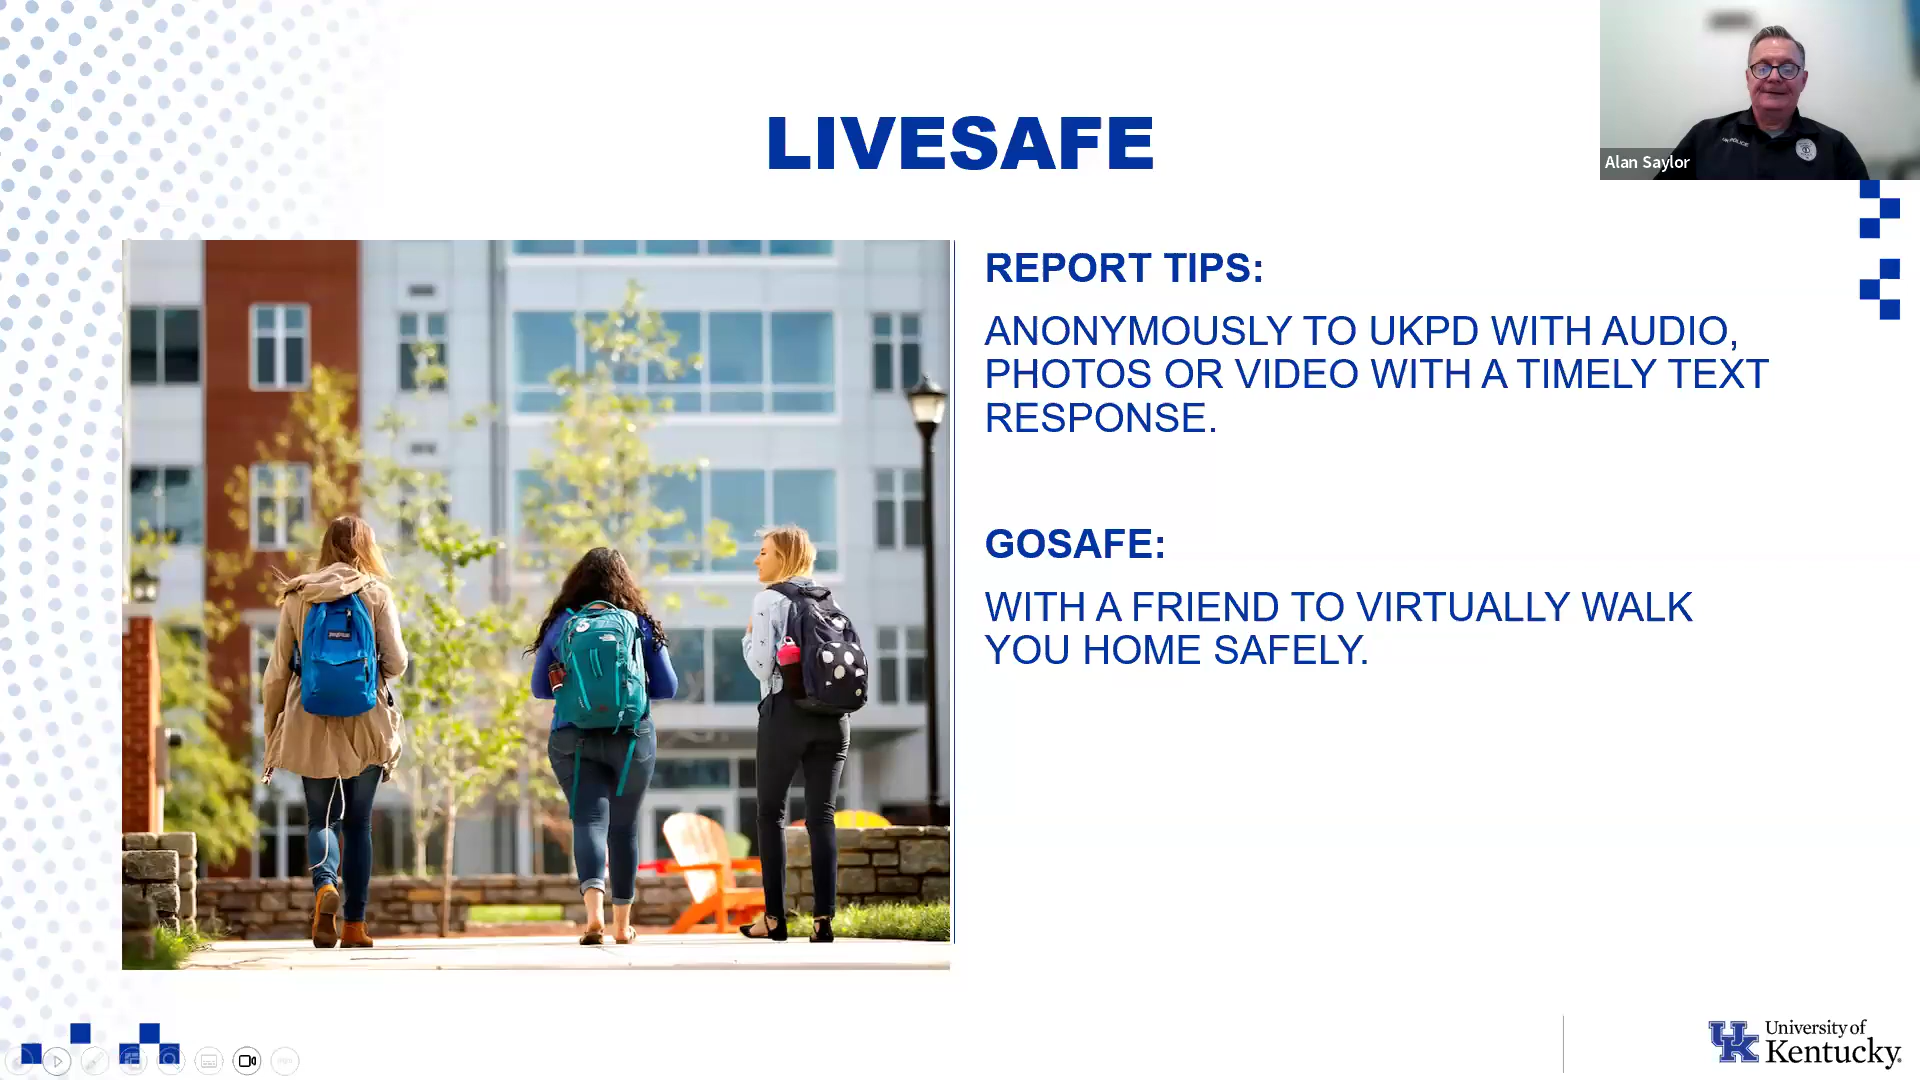 LIVESAFE
Alan Saylor
REPORT TIPS:
ANONYMOUSLY TO UKPD WITH AUDIO,
PHOTOS OR VIDEO WITH A TIMELY TEXT
RESPONSE.
GOSAFE:
WITH A FRIEND TO VIRTUALLY WALK
YOU HOME SAFELY.
UK
University of
Kentucky.